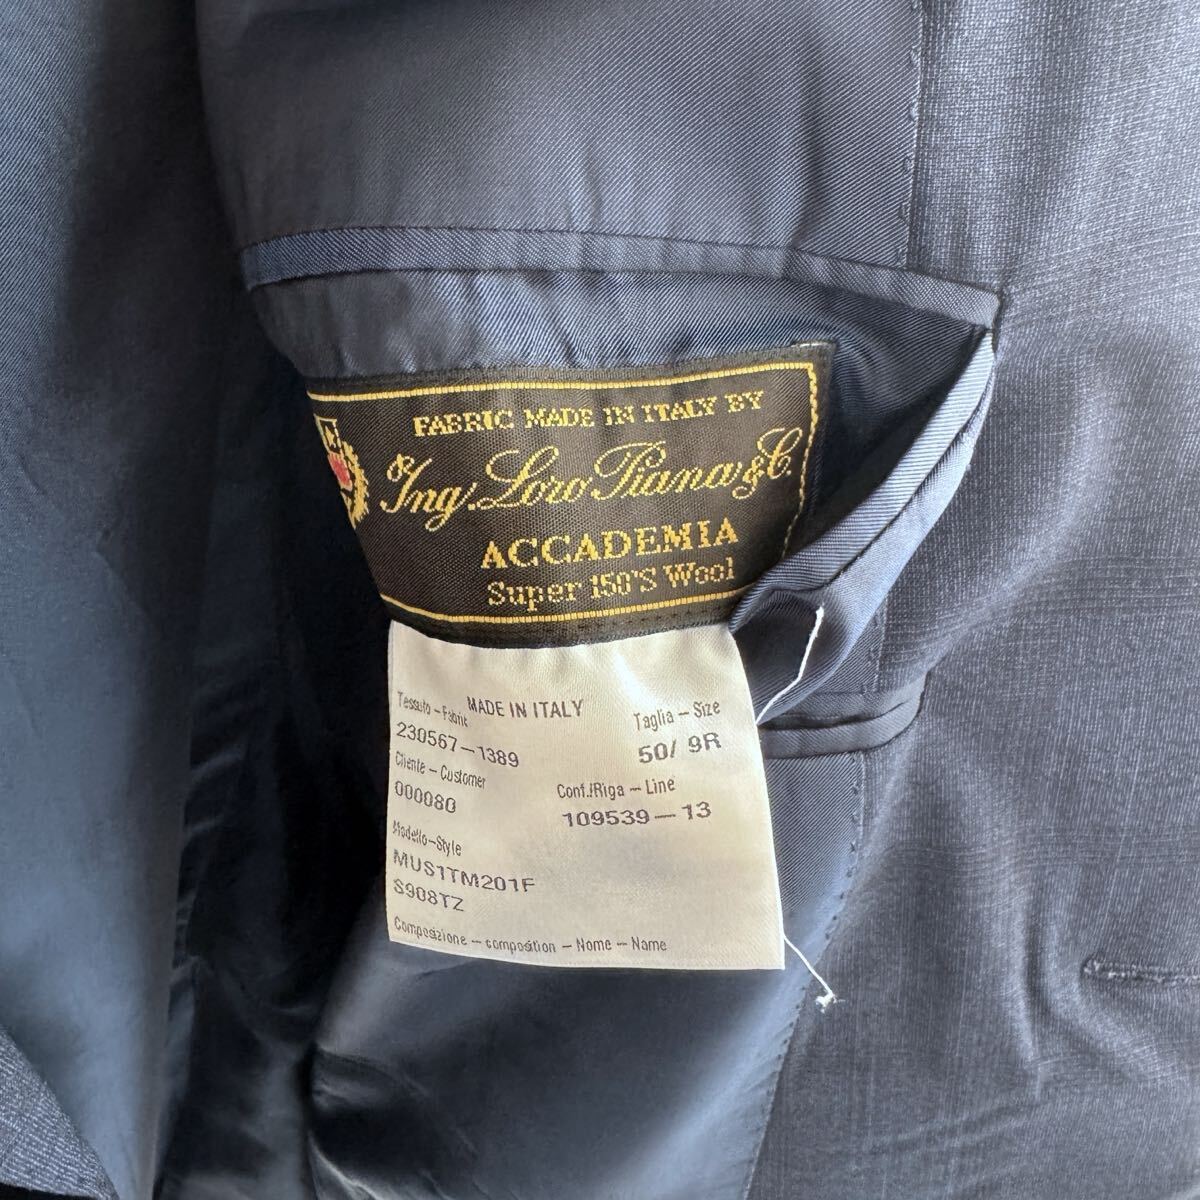 FABRIC MADE IN ITALY BY
Ing. Loro Piana & C.
ACCADEMIA
Super 150'S Wool
MADE IN ITALY
Tessuto - Fabric
230567-1389
Taglia - Size
50/ 9R
Cliente - Customer
000080
Conf./Riga - Line
109539-13
Modello-Style
MUS1TM201F
S908TZ
Composizione - composition - Nome - Name